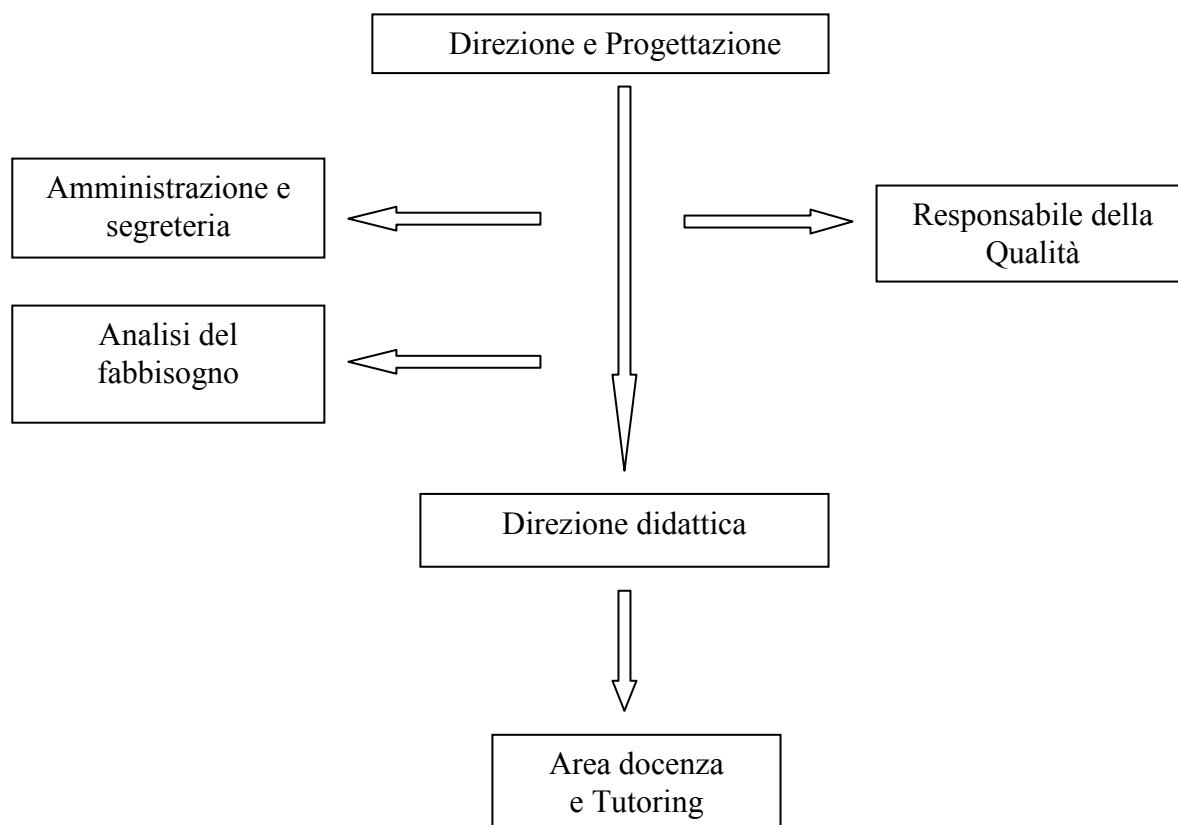 Direzione e Progettazione
Amministrazione e
segreteria
Responsabile della
Qualità
Analisi del
fabbisogno
Direzione didattica
Area docenza
e Tutoring